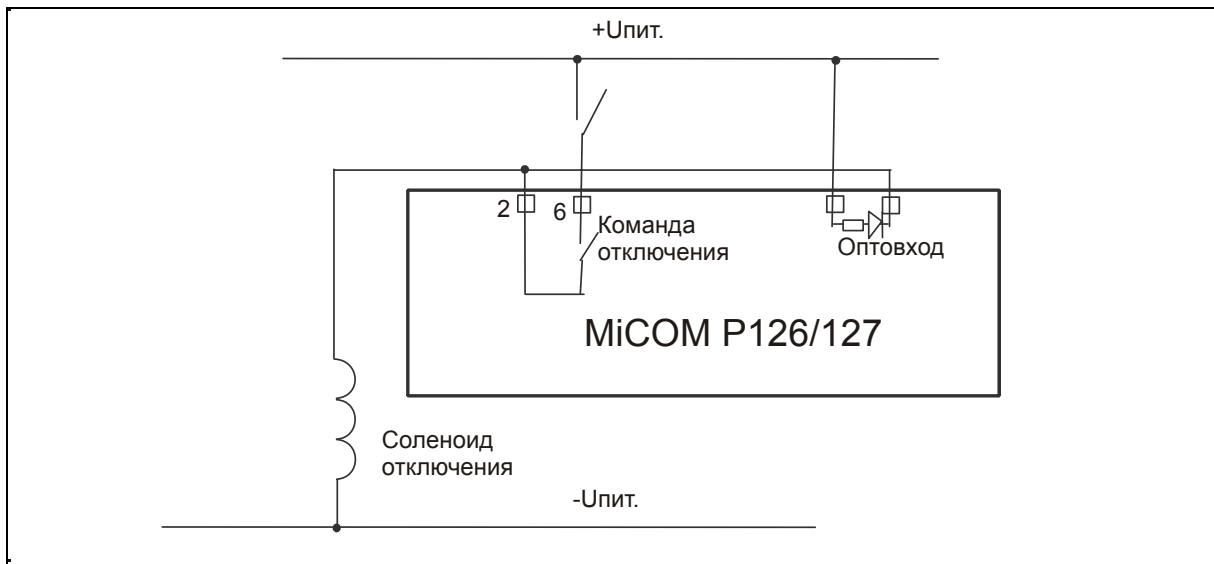 +Uпит.
2
6
Команда
отключения
Оптовход
MiCOM P126/127
Соленоид
отключения
-Uпит.